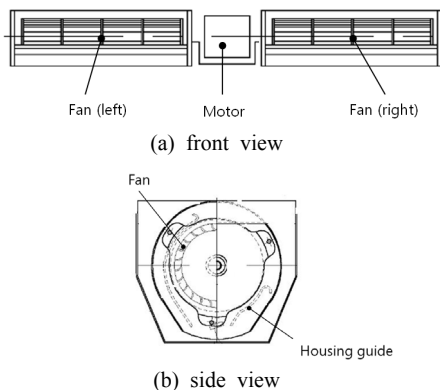 Fan (left)
Motor
Fan (right)
(a) front view
Fan
Housing guide
(b) side view